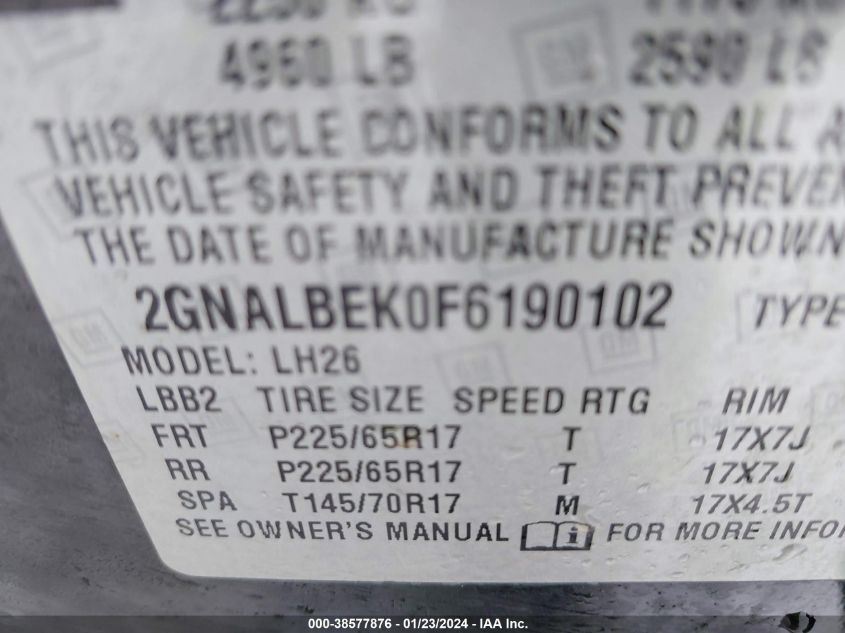 4960 LB 2590 LB
THIS VEHICLE CONFORMS TO ALL A
VEHICLE SAFETY AND THEFT PREVEN
THE DATE OF MANUFACTURE SHOWN
2GNALBEK0F6190102 TYPE
MODEL: LH26
LBB2 TIRE SIZE SPEED RTG RIM
FRT P225/65R17 T 17X7J
RR P225/65R17 T 17X7J
SPA T145/70R17 M 17X4.5T
SEE OWNER'S MANUAL FOR MORE INFOR
000-38577876 - 01/23/2024 - IAA Inc.